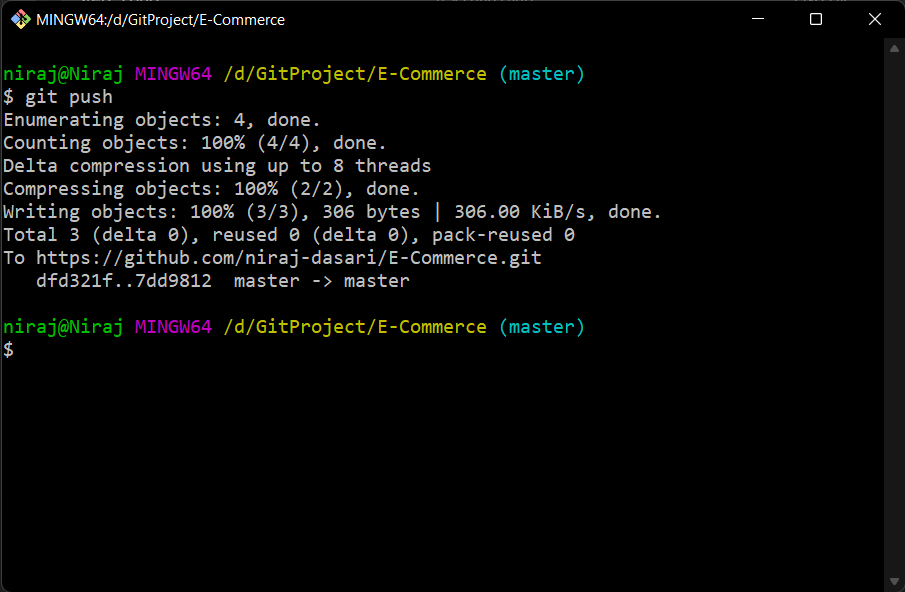 MINGW64:/d/GitProject/E-Commerce
niraj@Niraj MINGW64 /d/GitProject/E-Commerce (master)
$ git push
Enumerating objects: 4, done.
Counting objects: 100% (4/4), done.
Delta compression using up to 8 threads
Compressing objects: 100% (2/2), done.
Writing objects: 100% (3/3), 306 bytes | 306.00 KiB/s, done.
Total 3 (delta 0), reused 0 (delta 0), pack-reused 0
To https://github.com/niraj-dasari/E-Commerce.git
   dfd321f..7dd9812  master -> master
niraj@Niraj MINGW64 /d/GitProject/E-Commerce (master)
$